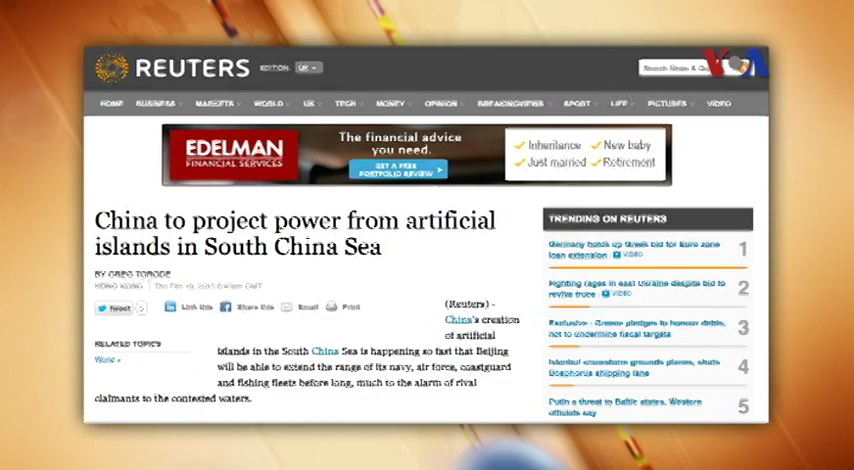 VOA
REUTERS
EDITION:
UK
HOME
BUSINESS
MARKETS
WORLD
UK
TECH
MONEY
OPINION
BREAKINGVIEWS
SPORT
LIFE
PICTURES
VIDEO
EDELMAN
FINANCIAL SERVICES
The financial advice
you need.
GET A FREE
PORTFOLIO REVIEW
Inheritance
New baby
Just married
Retirement
China to project power from artificial
islands in South China Sea
BY GREG TORODE
HONG KONG
Thu Feb 19, 2015
GMT
Tweet
5
Link this
Share this
Email
Print
RELATED TOPICS
World »
(Reuters) -
China's creation
of artificial
islands in the South China Sea is happening so fast that Beijing
will be able to extend the range of its navy, air force, coastguard
and fishing fleets before long, much to the alarm of rival
claimants to the contested waters.
TRENDING ON REUTERS
Germany holds up Greek bid for euro zone
loan extension
VIDEO
1
Fighting rages in east Ukraine despite bid to
revive truce
VIDEO
2
Exclusive - Greece pledges to honour debts,
not to undermine fiscal targets
3
Istanbul snowstorm grounds planes, shuts
Bosphorus shipping lane
4
Putin a threat to Baltic states, Western
officials say
5